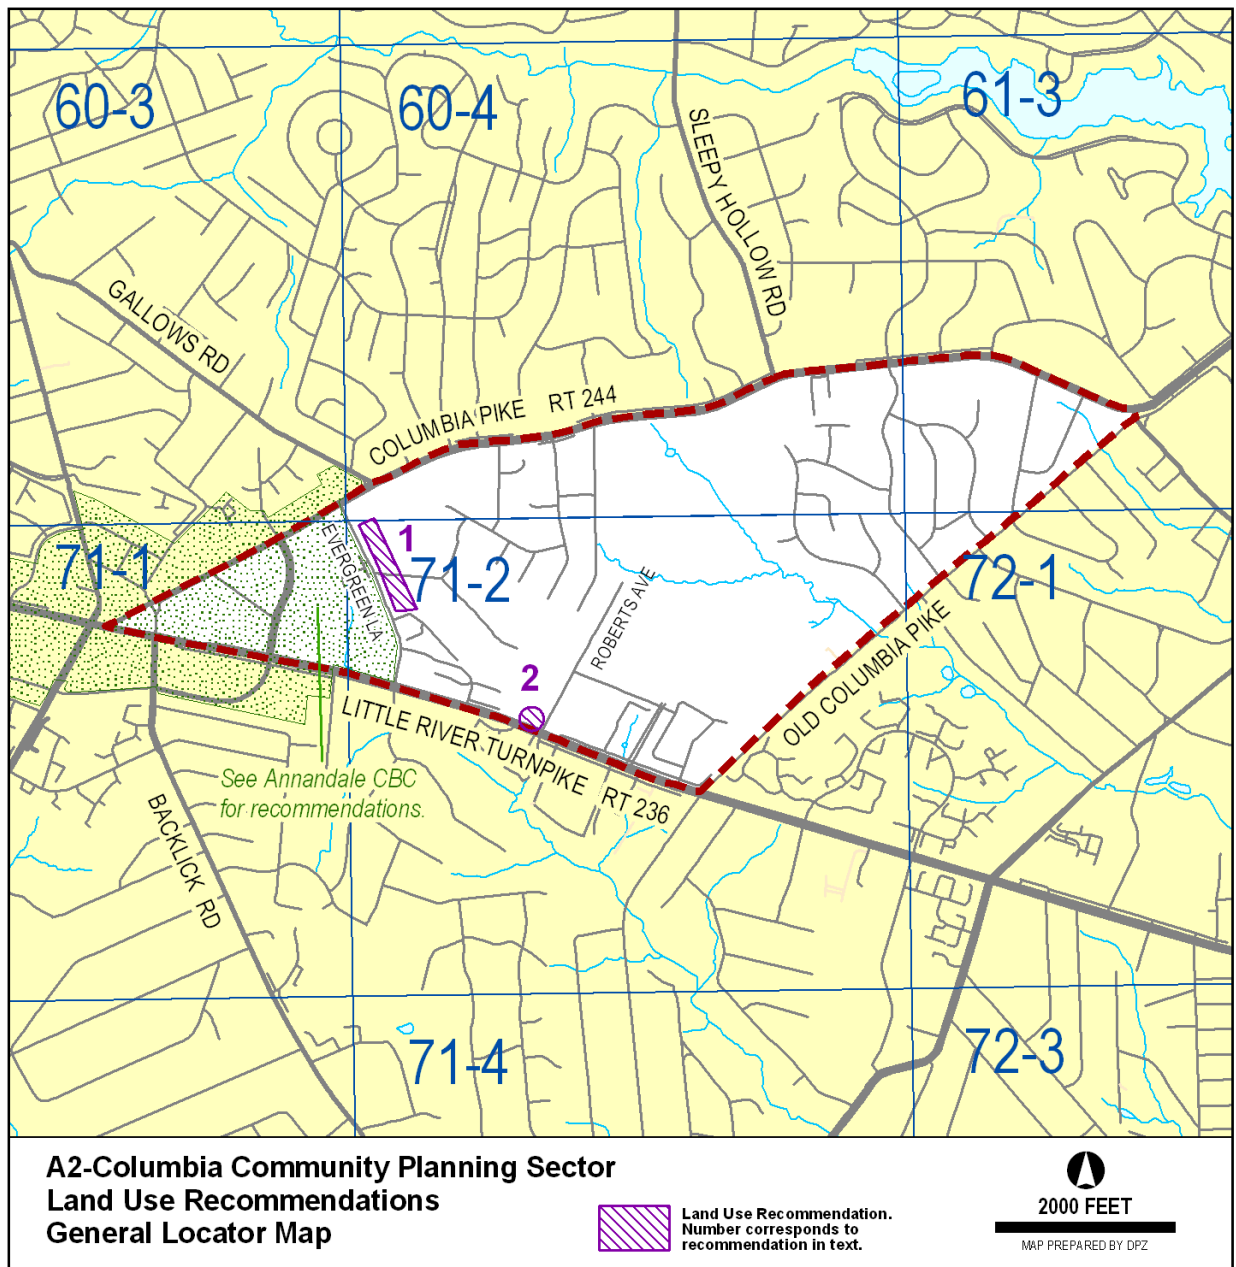 60-3
60-4
61-3
SLEEPY HOLLOW RD
GALLOWS RD
COLUMBIA PIKE RT 244
71-1
EVERGREEN LA
1
71-2
72-1
ROBERTS AVE
2
OLD COLUMBIA PIKE
LITTLE RIVER TURNPIKE RT 236
See Annandale CBC
for recommendations.
BACKLICK RD
71-4
72-3
A2-Columbia Community Planning Sector
Land Use Recommendations
General Locator Map
Land Use Recommendation.
Number corresponds to
recommendation in text.
2000 FEET
MAP PREPARED BY DPZ